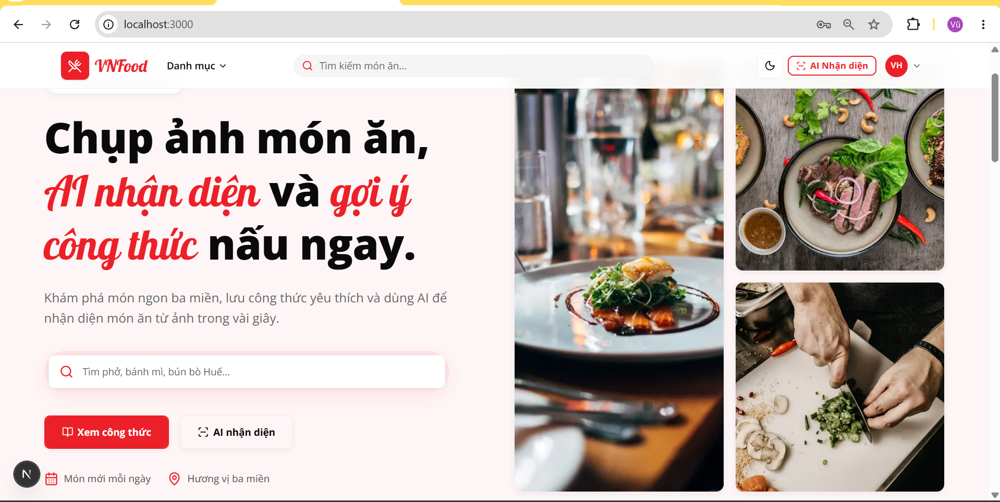 localhost:3000
Vũ
VNFood
Danh mục
Tìm kiếm món ăn...
AI Nhận diện
VH
Chụp ảnh món ăn,
AI nhận diện và gợi ý
công thức nấu ngay.
Khám phá món ngon ba miền, lưu công thức yêu thích và dùng AI để
nhận diện món ăn từ ảnh trong vài giây.
Tìm phở, bánh mì, bún bò Huế...
Xem công thức
AI nhận diện
N
Món mới mỗi ngày
Hương vị ba miền